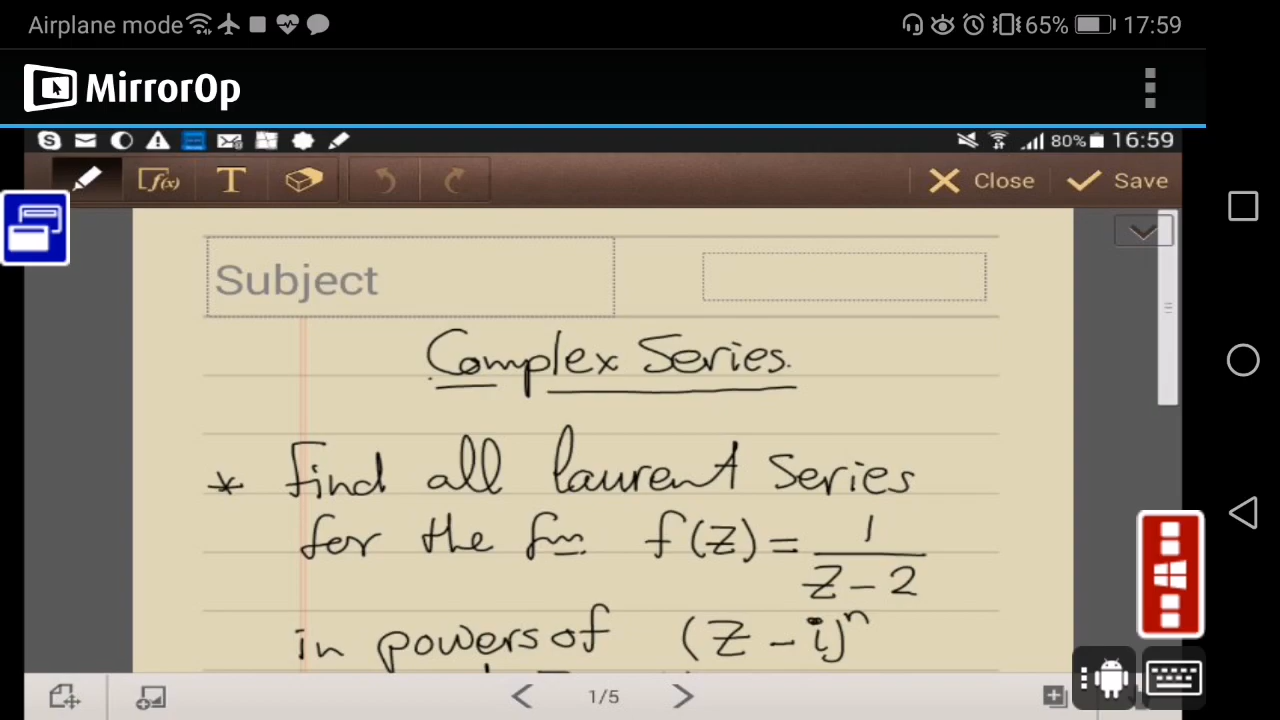 Airplane mode 65% 17:59
MirrorOp
80% 16:59
f(x) T Close Save
Subject
Complex Series.
* Find all laurent Series
for the fn. f(z) = 1/(z-2)
in powers of (z - i)^n
1/5